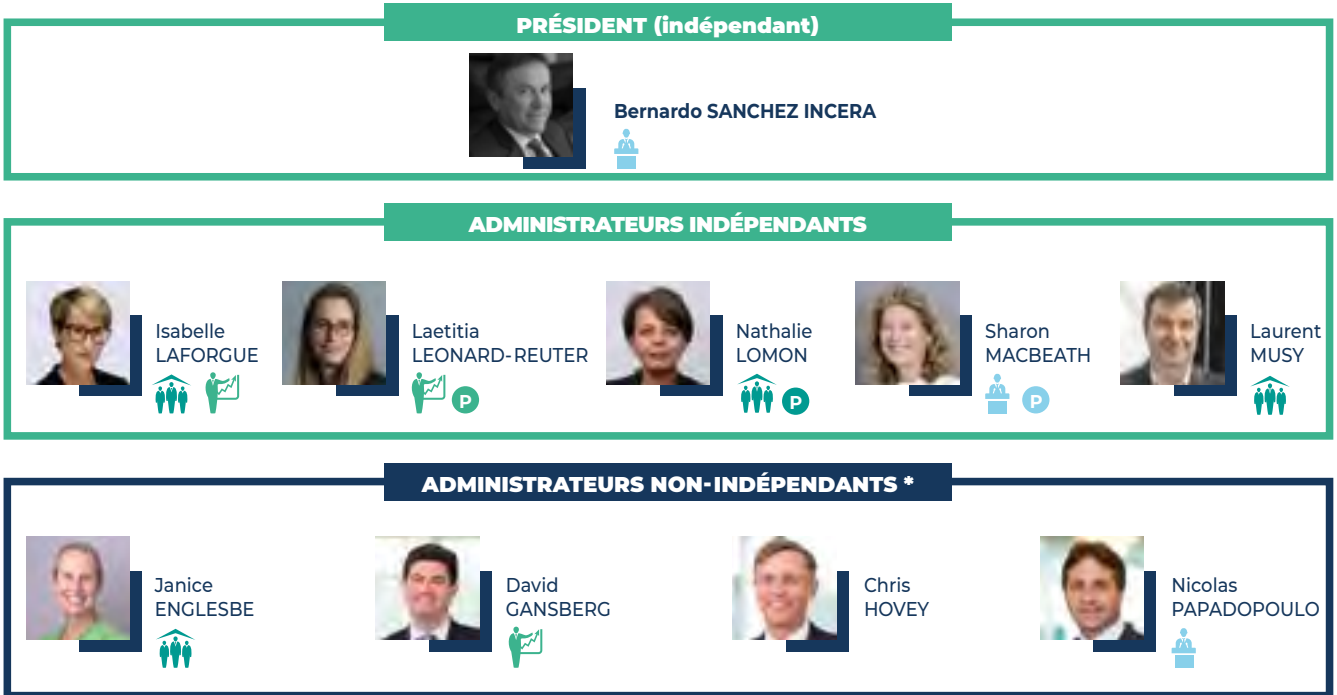 PRÉSIDENT (indépendant)
Bernardo SANCHEZ INCERA
ADMINISTRATEURS INDÉPENDANTS
Isabelle
LAFORGUE
Laetitia
LEONARD-REUTER
P
Nathalie
LOMON
P
Sharon
MACBEATH
P
Laurent
MUSY
ADMINISTRATEURS NON-INDÉPENDANTS *
Janice
ENGLESBE
David
GANSBERG
Chris
HOVEY
Nicolas
PAPADOPOULO